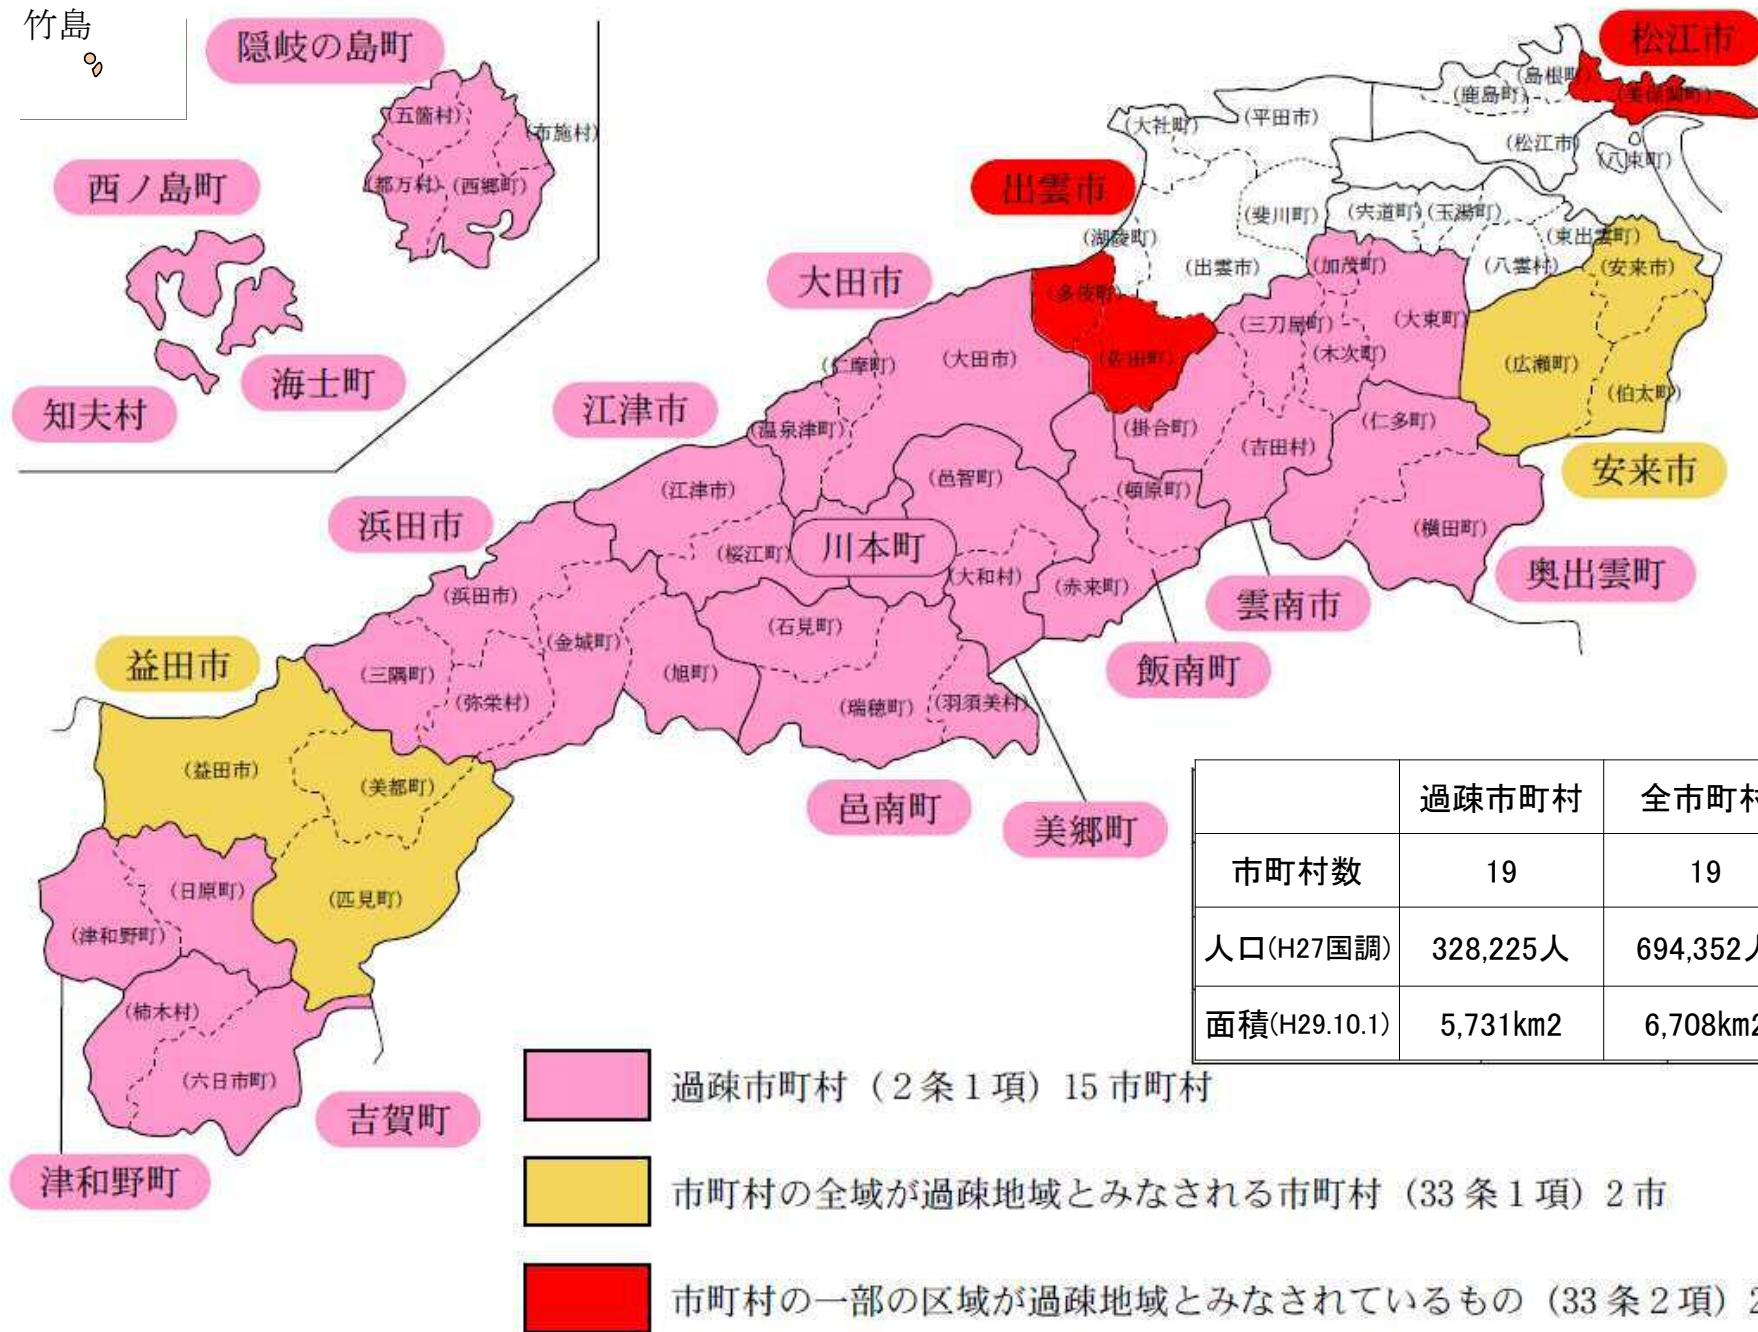 竹島
隠岐の島町
松江市
(島根町)
(鹿島町)
(美保関町)
(五箇村)
(布施村)
(大社町)
(平田市)
(松江市)
(八束町)
西ノ島町
(都万村)
(西郷町)
出雲市
(斐川町)
(宍道町)
(玉湯町)
(湖陵町)
(東出雲町)
大田市
(出雲市)
(加茂町)
(八雲村)
(安来市)
(多伎町)
(三刀屋町)
(大東町)
(仁摩町)
(大田市)
(佐田町)
(木次町)
(広瀬町)
海士町
(伯太町)
知夫村
江津市
(温泉津町)
(掛合町)
(仁多町)
(吉田村)
安来市
(江津市)
(邑智町)
(頓原町)
浜田市
(横田町)
(桜江町)
川本町
(大和村)
(赤来町)
奥出雲町
(浜田市)
雲南市
(石見町)
(金城町)
益田市
(三隅町)
(旭町)
飯南町
(弥栄村)
(瑞穂町)
(羽須美村)
(益田市)
(美都町)
邑南町
美郷町
(日原町)
(匹見町)
(津和野町)
(柿木村)
(六日市町)
吉賀町
津和野町
過疎市町村 全市町村
市町村数 19 19
人口(H27国調) 328,225人 694,352人
面積(H29.10.1) 5,731km2 6,708km2
過疎市町村（２条１項）15 市町村
市町村の全域が過疎地域とみなされる市町村（33 条１項）２市
市町村の一部の区域が過疎地域とみなされているもの（33 条２項）2